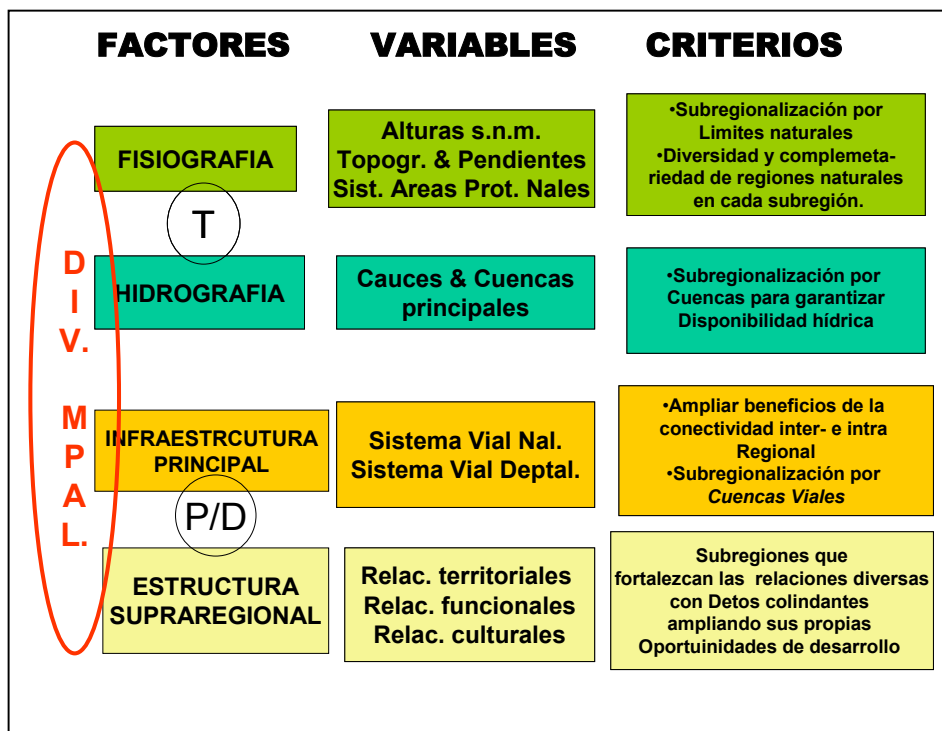 FACTORES
VARIABLES
CRITERIOS
DIV. MPAL.
FISIOGRAFIA
Alturas s.n.m.
Topogr. & Pendientes
Sist. Areas Prot. Nales
•Subregionalización por
Limites naturales
•Diversidad y complemeta-
riedad de regiones naturales
en cada subregión.
T
HIDROGRAFIA
Cauces & Cuencas
principales
•Subregionalización por
Cuencas para garantizar
Disponibilidad hídrica
INFRAESTRCUTURA
PRINCIPAL
Sistema Vial Nal.
Sistema Vial Deptal.
•Ampliar beneficios de la
conectividad inter- e intra
Regional
•Subregionalización por
Cuencas Viales
P/D
ESTRUCTURA
SUPRAREGIONAL
Relac. territoriales
Relac. funcionales
Relac. culturales
Subregiones que
fortalezcan las relaciones diversas
con Detos colindantes
ampliando sus propias
Oportuinidades de desarrollo